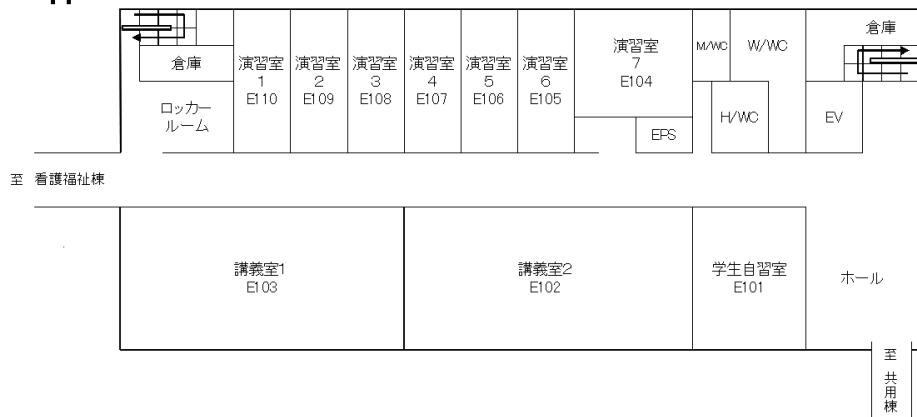 倉庫
ロッカー
ルーム
演習室
1
E110
演習室
2
E109
演習室
3
E108
演習室
4
E107
演習室
5
E106
演習室
6
E105
演習室
7
E104
EPS
M/WC
W/WC
H/WC
倉庫
EV
至 看護福祉棟
講義室1
E103
講義室2
E102
学生自習室
E101
ホール
至 共用棟